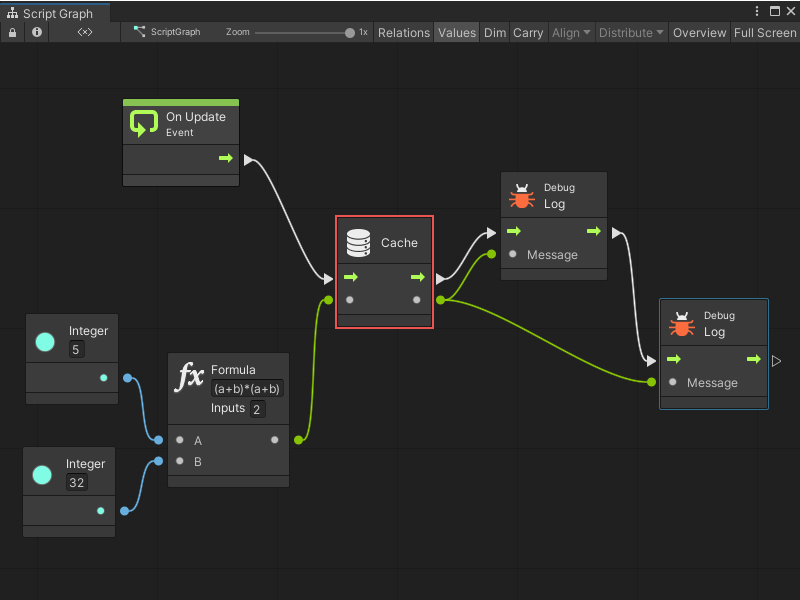 Script Graph
<×> ScriptGraph Zoom 1x Relations Values Dim Carry Align Distribute Overview Full Screen
On Update
Event
Debug
Log
Message
Cache
Debug
Log
Message
Integer
5
Formula
(a+b)*(a+b)
Inputs 2
A
B
Integer
32